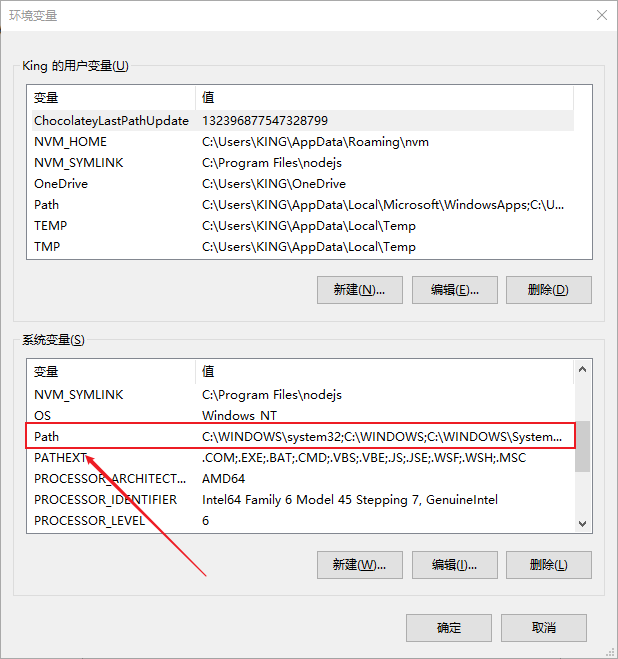 环境变量
King 的用户变量(U)
变量 值
ChocolateyLastPathUpdate 132396877547328799
NVM_HOME C:\Users\KING\AppData\Roaming\nvm
NVM_SYMLINK C:\Program Files\nodejs
OneDrive C:\Users\KING\OneDrive
Path C:\Users\KING\AppData\Local\Microsoft\WindowsApps;C:\U...
TEMP C:\Users\KING\AppData\Local\Temp
TMP C:\Users\KING\AppData\Local\Temp
新建(N)... 编辑(E)... 删除(D)
系统变量(S)
变量 值
NVM_SYMLINK C:\Program Files\nodejs
OS Windows_NT
Path C:\WINDOWS\system32;C:\WINDOWS;C:\WINDOWS\System...
PATHEXT .COM;.EXE;.BAT;.CMD;.VBS;.VBE;.JS;.JSE;.WSF;.WSH;.MSC
PROCESSOR_ARCHITECT... AMD64
PROCESSOR_IDENTIFIER Intel64 Family 6 Model 45 Stepping 7, GenuineIntel
PROCESSOR_LEVEL 6
新建(W)... 编辑(I)... 删除(L)
确定 取消